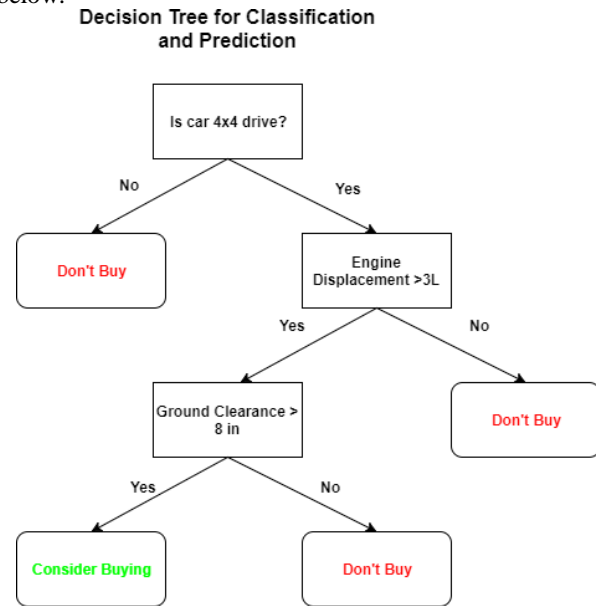 below.
Decision Tree for Classification
and Prediction
Is car 4x4 drive?
No
Yes
Don't Buy
Engine
Displacement >3L
Yes
No
Ground Clearance >
8 in
Don't Buy
Yes
No
Consider Buying
Don't Buy